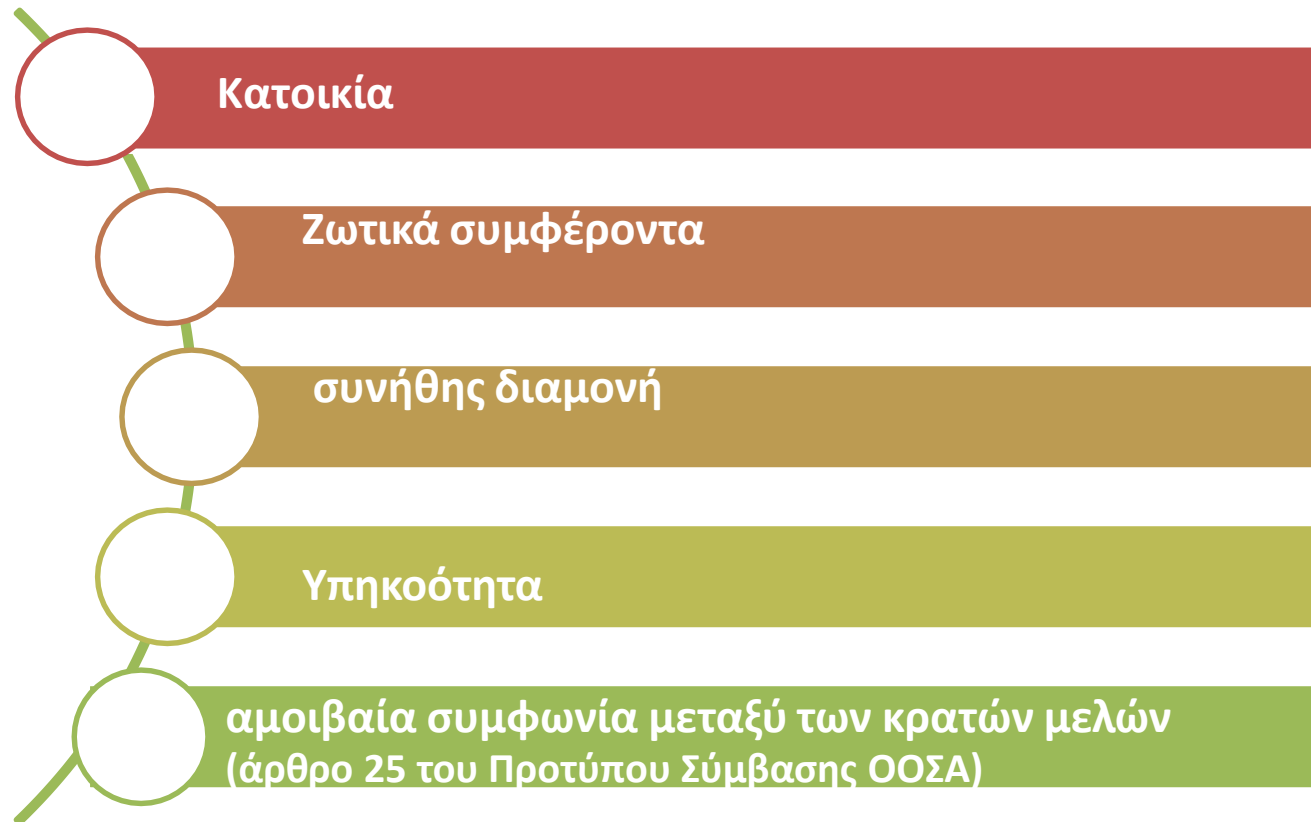 Κατοικία
Ζωτικά συμφέροντα
συνήθης διαμονή
Υπηκοότητα
αμοιβαία συμφωνία μεταξύ των κρατών μελών
(άρθρο 25 του Προτύπου Σύμβασης ΟΟΣΑ)